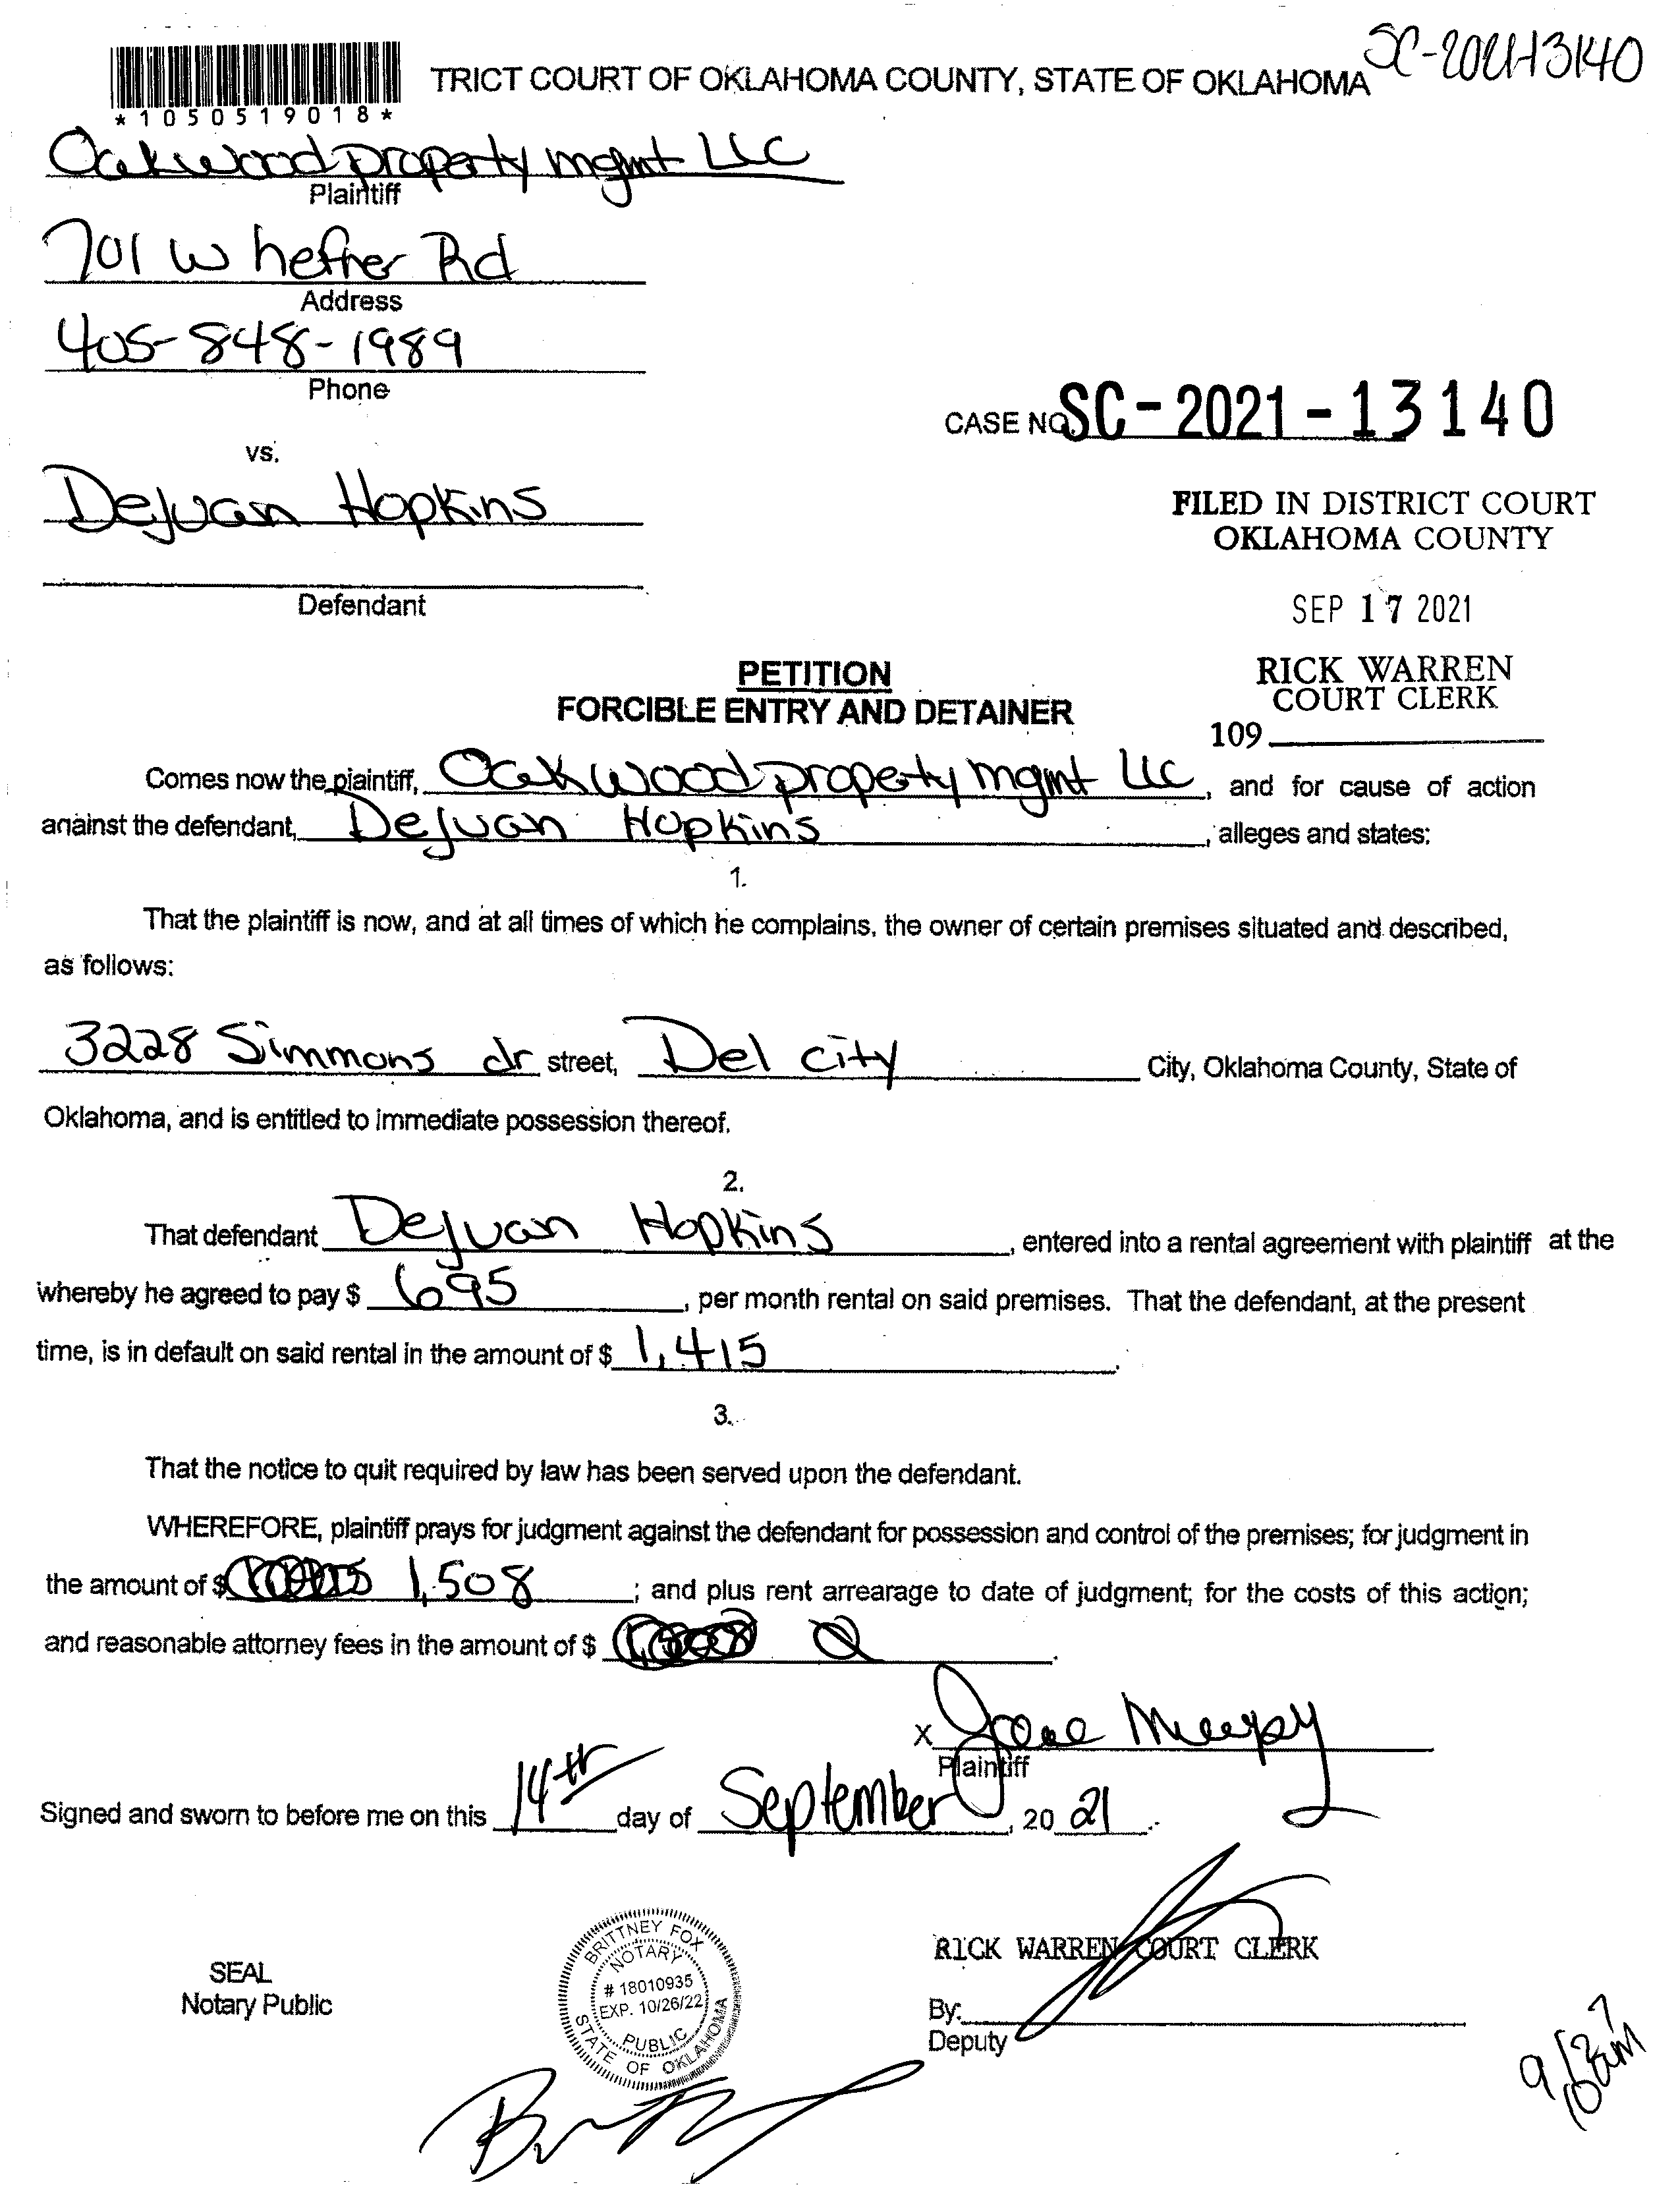 SC-2021-13140
*1050519018*
TRICT COURT OF OKLAHOMA COUNTY, STATE OF OKLAHOMA
Oakwood property mgmt LLC
Plaintiff
701 W hefner Rd
Address
405-848-1989
Phone
CASE NO. SC-2021-13140
vs.
DeJuan Hopkins
FILED IN DISTRICT COURT
OKLAHOMA COUNTY
Defendant
SEP 17 2021
RICK WARREN
COURT CLERK
109
PETITION
FORCIBLE ENTRY AND DETAINER
Comes now the plaintiff, Oakwood property mgmt LLC, and for cause of action
against the defendant, DeJuan Hopkins, alleges and states:
1.
That the plaintiff is now, and at all times of which he complains, the owner of certain premises situated and described,
as follows:
3228 Simmons dr street, Del city City, Oklahoma County, State of
Oklahoma, and is entitled to immediate possession thereof.
2.
That defendant DeJuan Hopkins, entered into a rental agreement with plaintiff at the
whereby he agreed to pay $ 695, per month rental on said premises. That the defendant, at the present
time, is in default on said rental in the amount of $ 1,415.
3.
That the notice to quit required by law has been served upon the defendant.
WHEREFORE, plaintiff prays for judgment against the defendant for possession and control of the premises; for judgment in
the amount of $ 1,508; and plus rent arrearage to date of judgment; for the costs of this action;
and reasonable attorney fees in the amount of $
X
Plaintiff
Signed and sworn to before me on this 14th day of September, 2021.
SEAL
Notary Public
BRITTNEY FOX
NOTARY
# 18010935
EXP. 10/26/22
PUBLIC
STATE OF OKLAHOMA
RICK WARREN COURT CLERK
By:
Deputy
9/27
10am